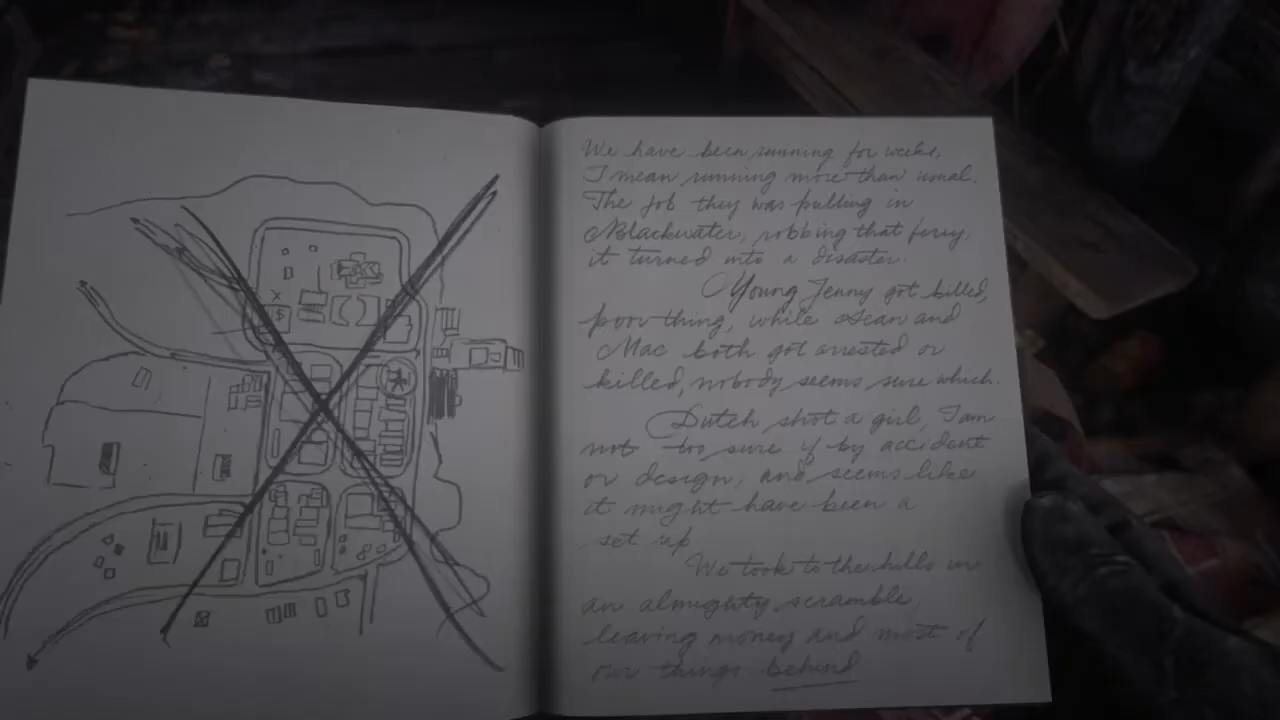 We have been running for weeks,
I mean running more than usual.
The job they was pulling in
Blackwater, robbing that ferry,
it turned into a disaster.
Young Jenny got killed,
poor thing, while Sean and
Mac both got arrested or
killed, nobody seems sure which.
Dutch shot a girl, I am
not too sure if by accident
or design, and seems like
it might have been a
set up
We took to the hills in
an almighty scramble,
leaving money and most of
our things behind